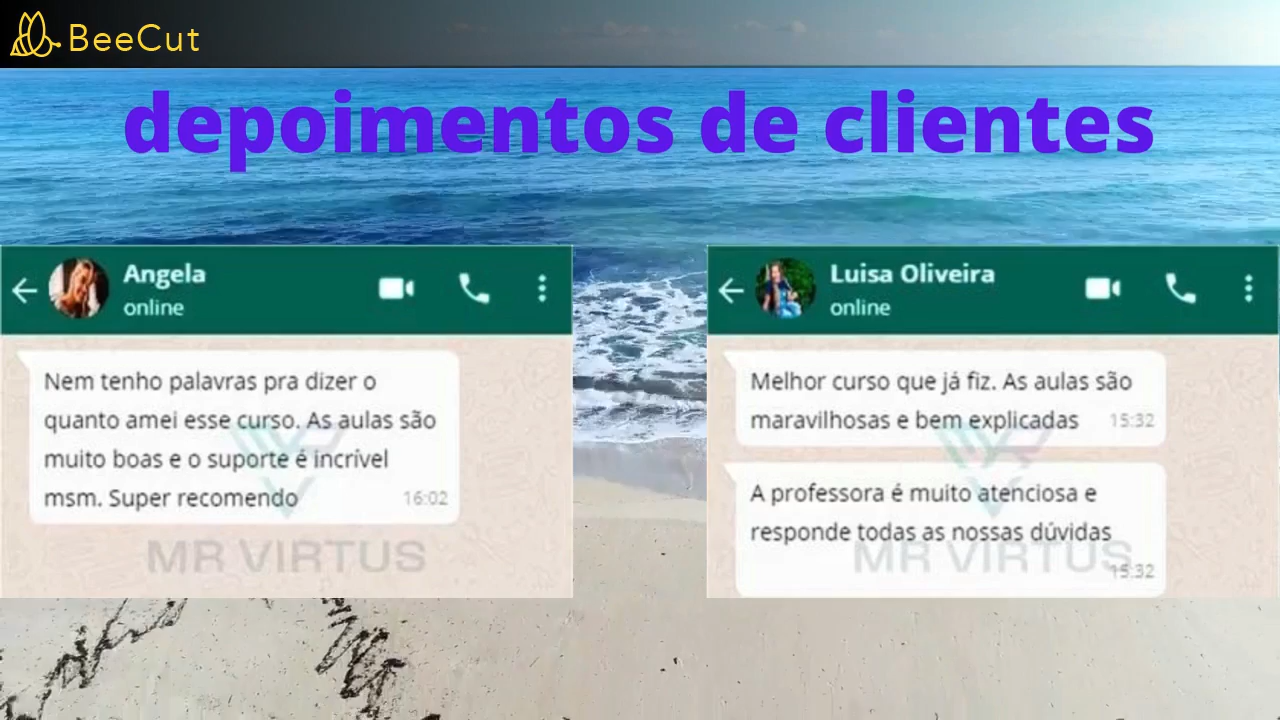 BeeCut
depoimentos de clientes
Angela
online
Nem tenho palavras pra dizer o
quanto amei esse curso. As aulas são
muito boas e o suporte é incrível
msm. Super recomendo
16:02
MR VIRTUS
Luisa Oliveira
online
Melhor curso que já fiz. As aulas são
maravilhosas e bem explicadas
15:32
A professora é muito atenciosa e
responde todas as nossas dúvidas
15:32
MR VIRTUS